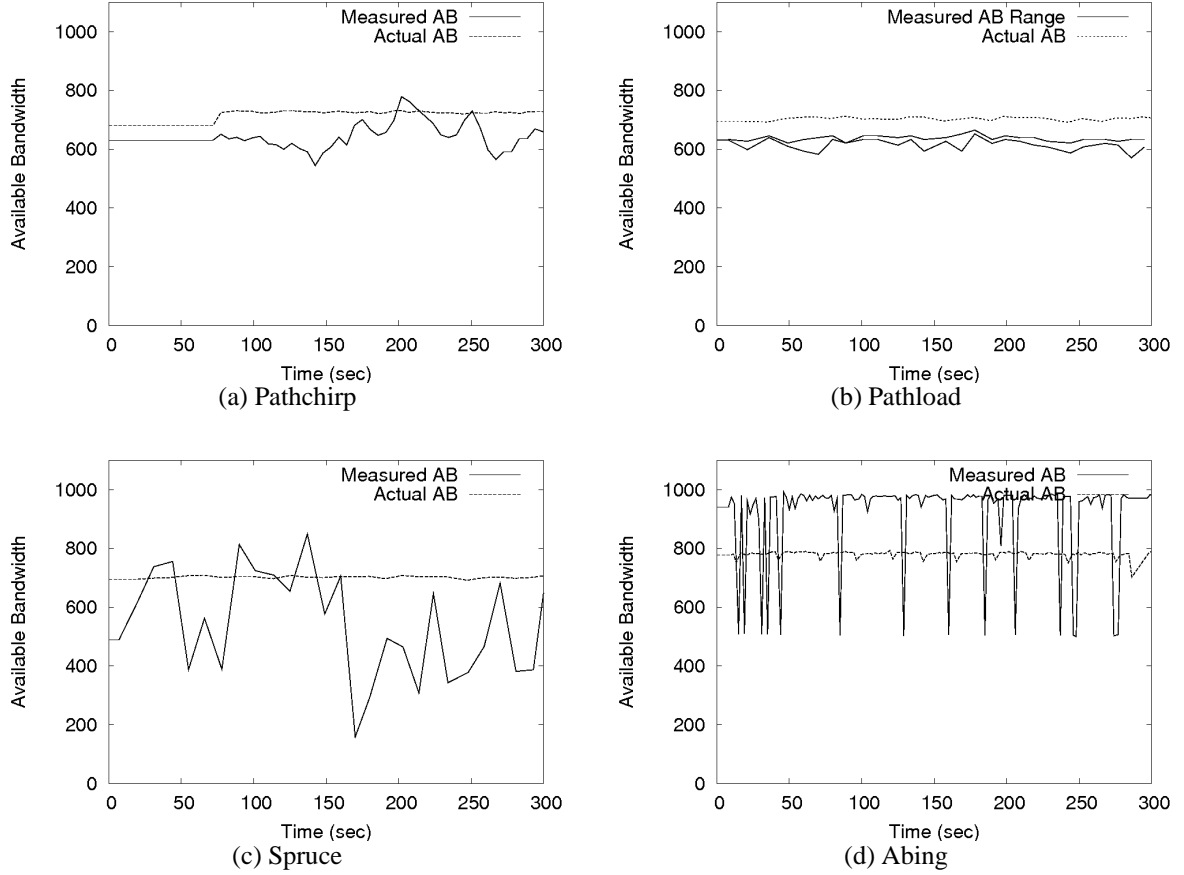 Measured AB
Actual AB
Available Bandwidth
1000
800
600
400
200
0
0 50 100 150 200 250 300
Time (sec)
(a) Pathchirp
Measured AB Range
Actual AB
Available Bandwidth
1000
800
600
400
200
0
0 50 100 150 200 250 300
Time (sec)
(b) Pathload
Measured AB
Actual AB
Available Bandwidth
1000
800
600
400
200
0
0 50 100 150 200 250 300
Time (sec)
(c) Spruce
Measured AB
Actual AB
Available Bandwidth
1000
800
600
400
200
0
0 50 100 150 200 250 300
Time (sec)
(d) Abing